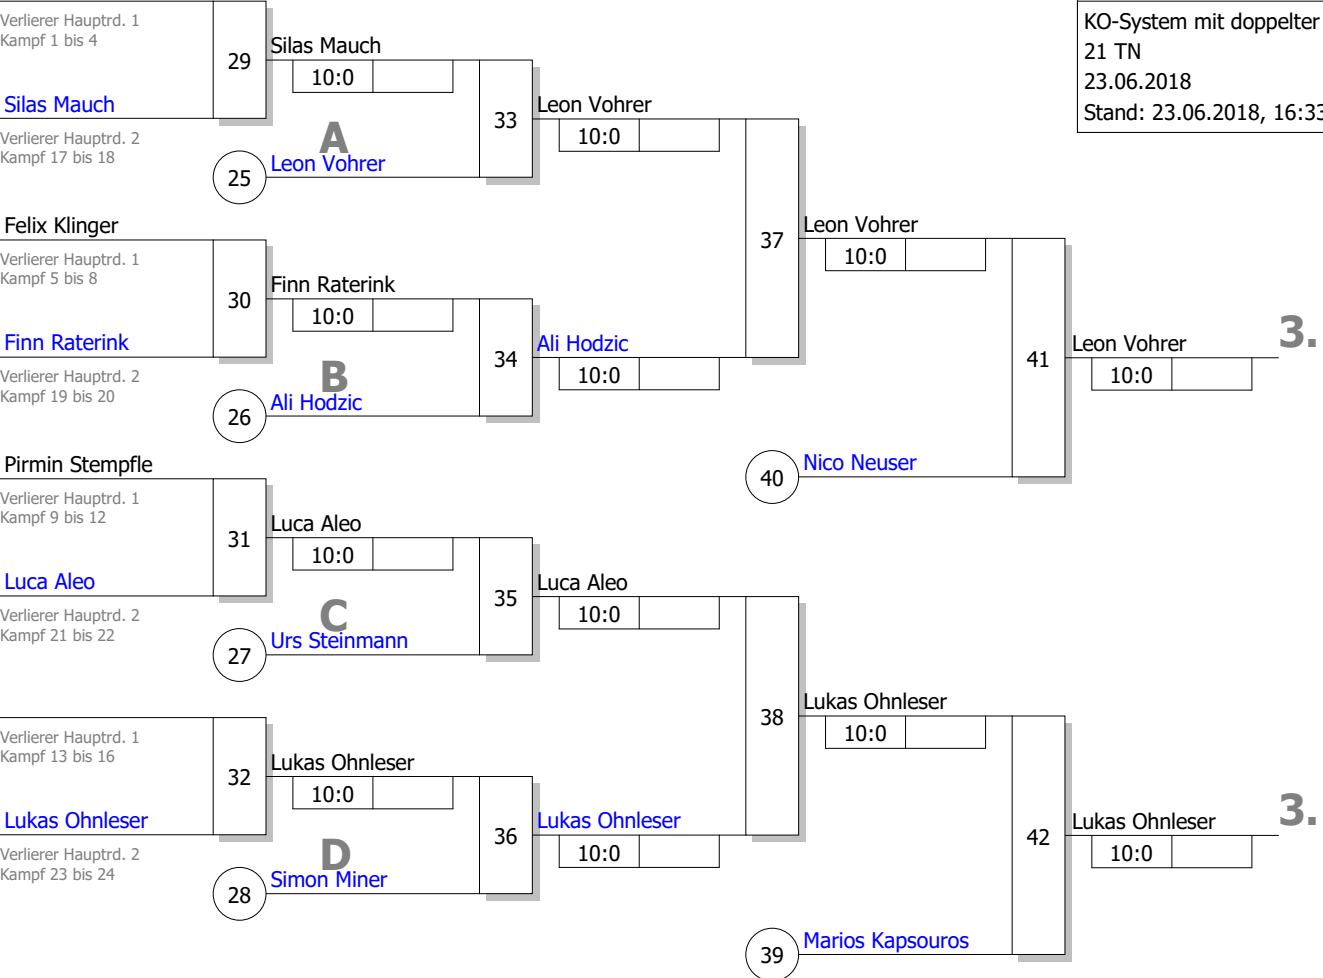 Verlierer Hauptrd. 1
Kampf 1 bis 4
29
Silas Mauch
10:0
Silas Mauch
Verlierer Hauptrd. 2
Kampf 17 bis 18
A
25
Leon Vohrer
33
Leon Vohrer
10:0
KO-System mit doppelter
21 TN
23.06.2018
Stand: 23.06.2018, 16:33
Felix Klinger
Verlierer Hauptrd. 1
Kampf 5 bis 8
30
Finn Raterink
10:0
Finn Raterink
Verlierer Hauptrd. 2
Kampf 19 bis 20
B
26
Ali Hodzic
34
Ali Hodzic
10:0
37
Leon Vohrer
10:0
40
Nico Neuser
41
Leon Vohrer
10:0
3.
Pirmin Stempfle
Verlierer Hauptrd. 1
Kampf 9 bis 12
31
Luca Aleo
10:0
Luca Aleo
Verlierer Hauptrd. 2
Kampf 21 bis 22
C
27
Urs Steinmann
35
Luca Aleo
10:0
Verlierer Hauptrd. 1
Kampf 13 bis 16
32
Lukas Ohnleser
10:0
Lukas Ohnleser
Verlierer Hauptrd. 2
Kampf 23 bis 24
D
28
Simon Miner
36
Lukas Ohnleser
10:0
38
Lukas Ohnleser
10:0
39
Marios Kapsouros
42
Lukas Ohnleser
10:0
3.